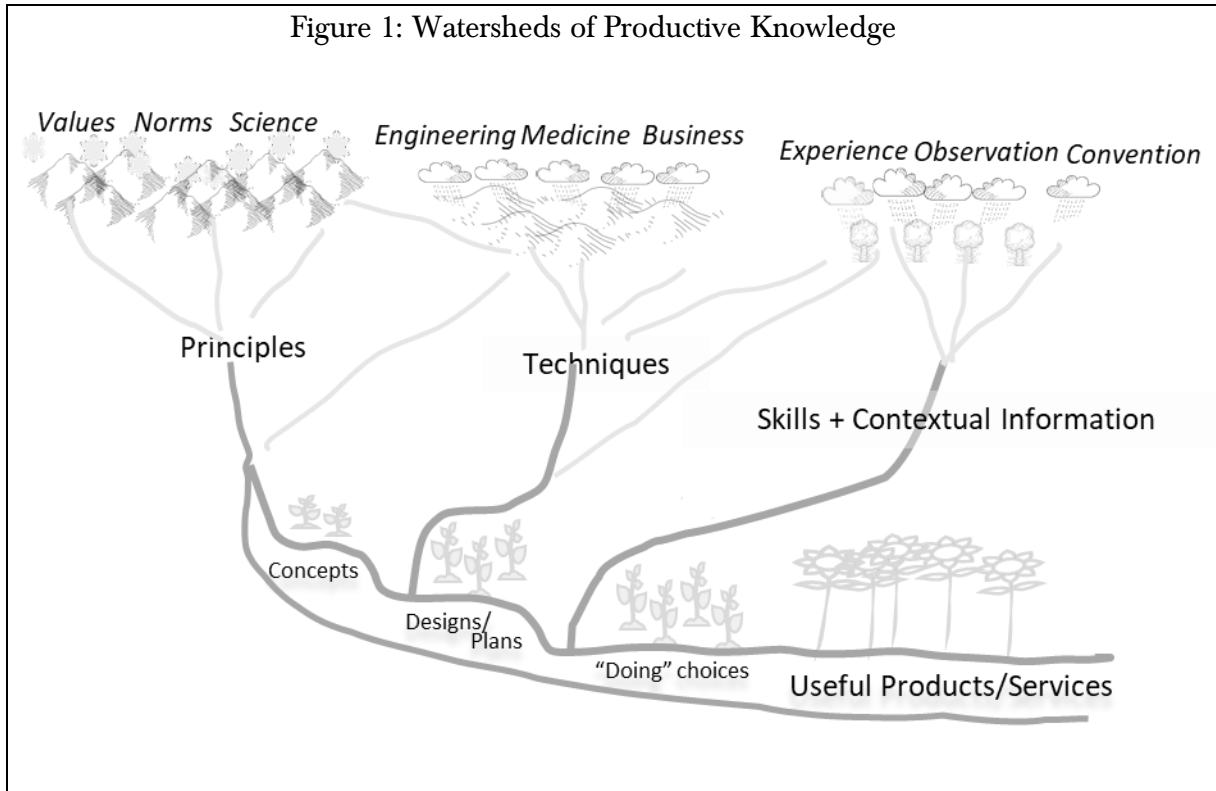 Figure 1: Watersheds of Productive Knowledge
Values Norms Science
Engineering Medicine Business
Experience Observation Convention
Principles
Techniques
Skills + Contextual Information
Concepts
Designs/
Plans
“Doing” choices
Useful Products/Services